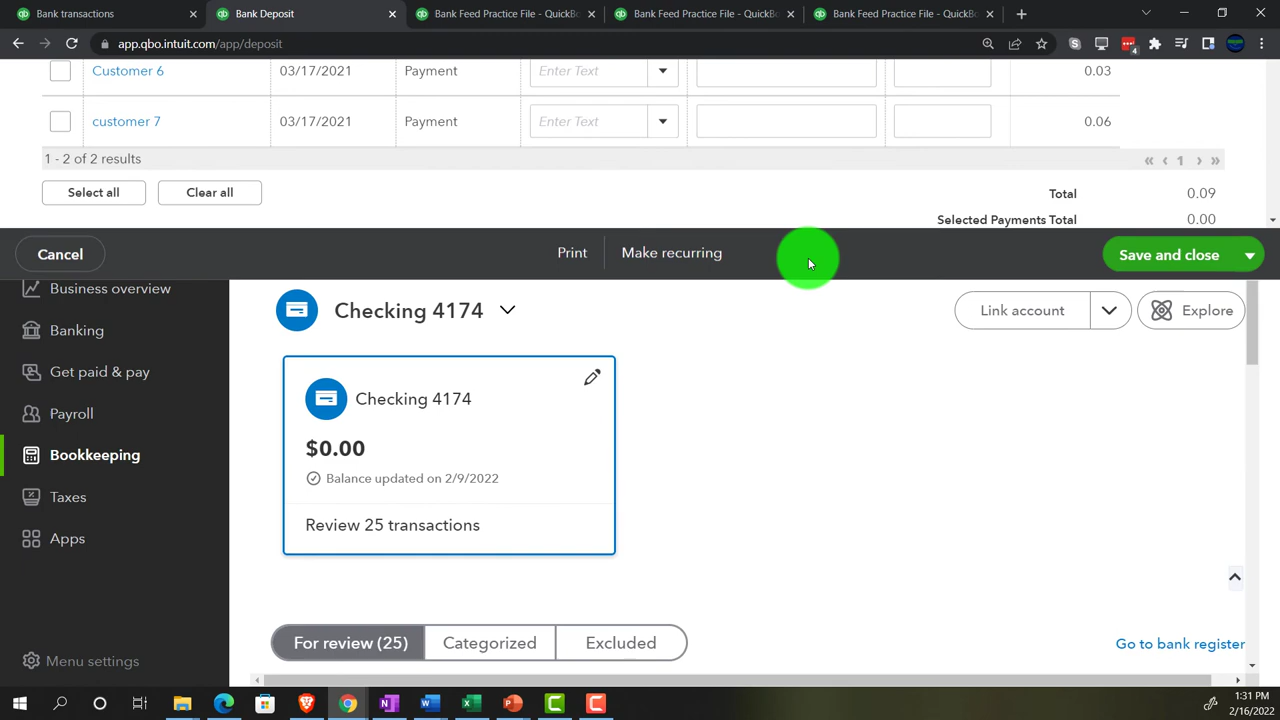 Bank transactions
Bank Deposit
Bank Feed Practice File - QuickBo
Bank Feed Practice File - QuickBo
Bank Feed Practice File - QuickBo
app.qbo.intuit.com/app/deposit
4
Customer 6 03/17/2021 Payment Enter Text 0.03
customer 7 03/17/2021 Payment Enter Text 0.06
1 - 2 of 2 results
« ‹ 1 › »
Select all Clear all
Total 0.09
Selected Payments Total 0.00
Cancel Print Make recurring Save and close
Business overview
Banking
Get paid & pay
Payroll
Bookkeeping
Taxes
Apps
Menu settings
Checking 4174
Link account
Explore
Checking 4174
$0.00
Balance updated on 2/9/2022
Review 25 transactions
For review (25) Categorized Excluded
Go to bank register
1:31 PM
2/16/2022